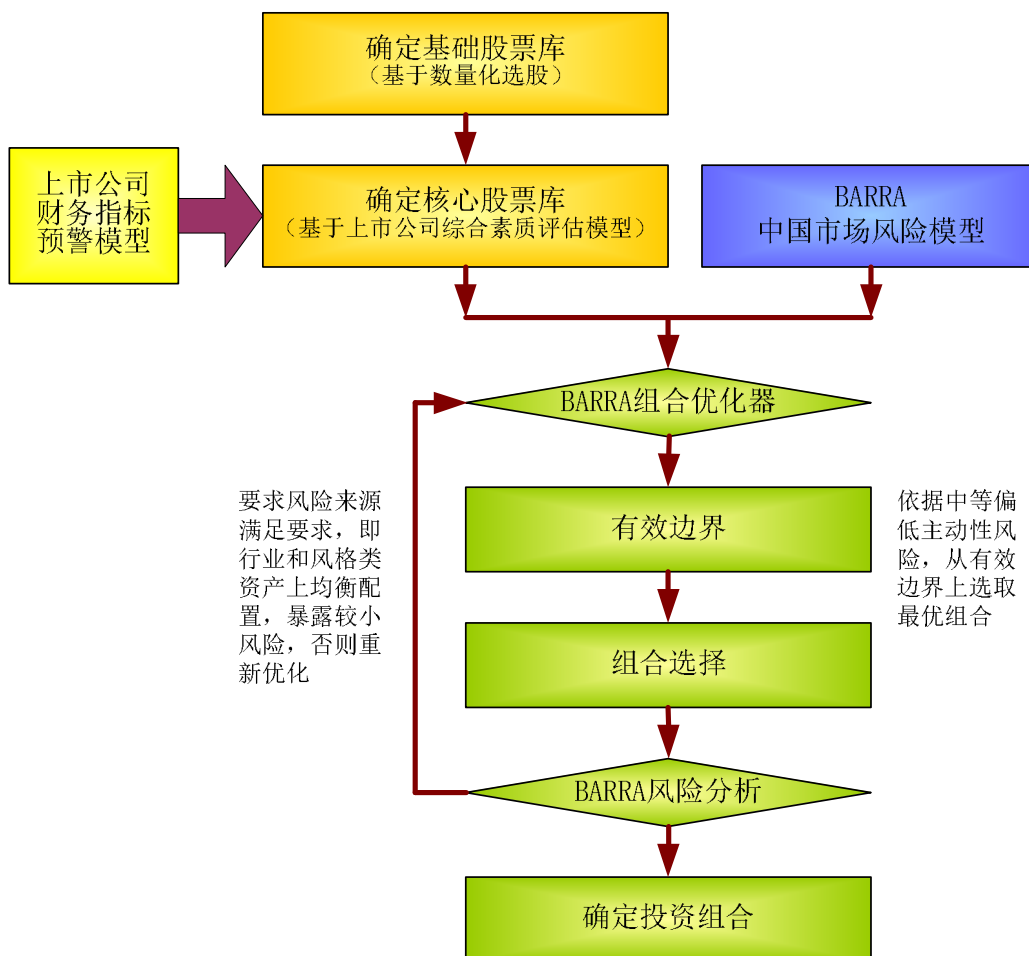 确定基础股票库
（基于数量化选股）
上市公司
财务指标
预警模型
确定核心股票库
（基于上市公司综合素质评估模型）
BARRA
中国市场风险模型
BARRA组合优化器
要求风险来源
满足要求，即
行业和风格类
资产上均衡配
置，暴露较小
风险，否则重
新优化
有效边界
依据中等偏
低主动性风
险，从有效
边界上选取
最优组合
组合选择
BARRA风险分析
确定投资组合